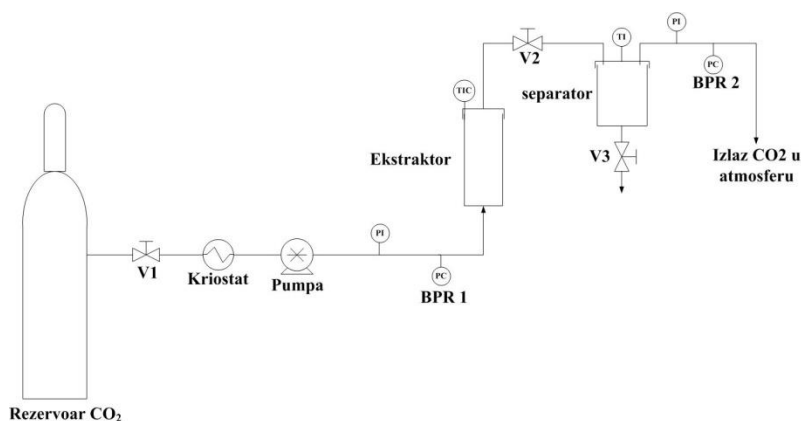 PI
TI
V2
PC
BPR 2
separator
TIC
Ekstraktor
V3
Izlaz CO2 u
atmosferu
PI
V1
Kriostat
Pumpa
PC
BPR 1
Rezervoar CO₂